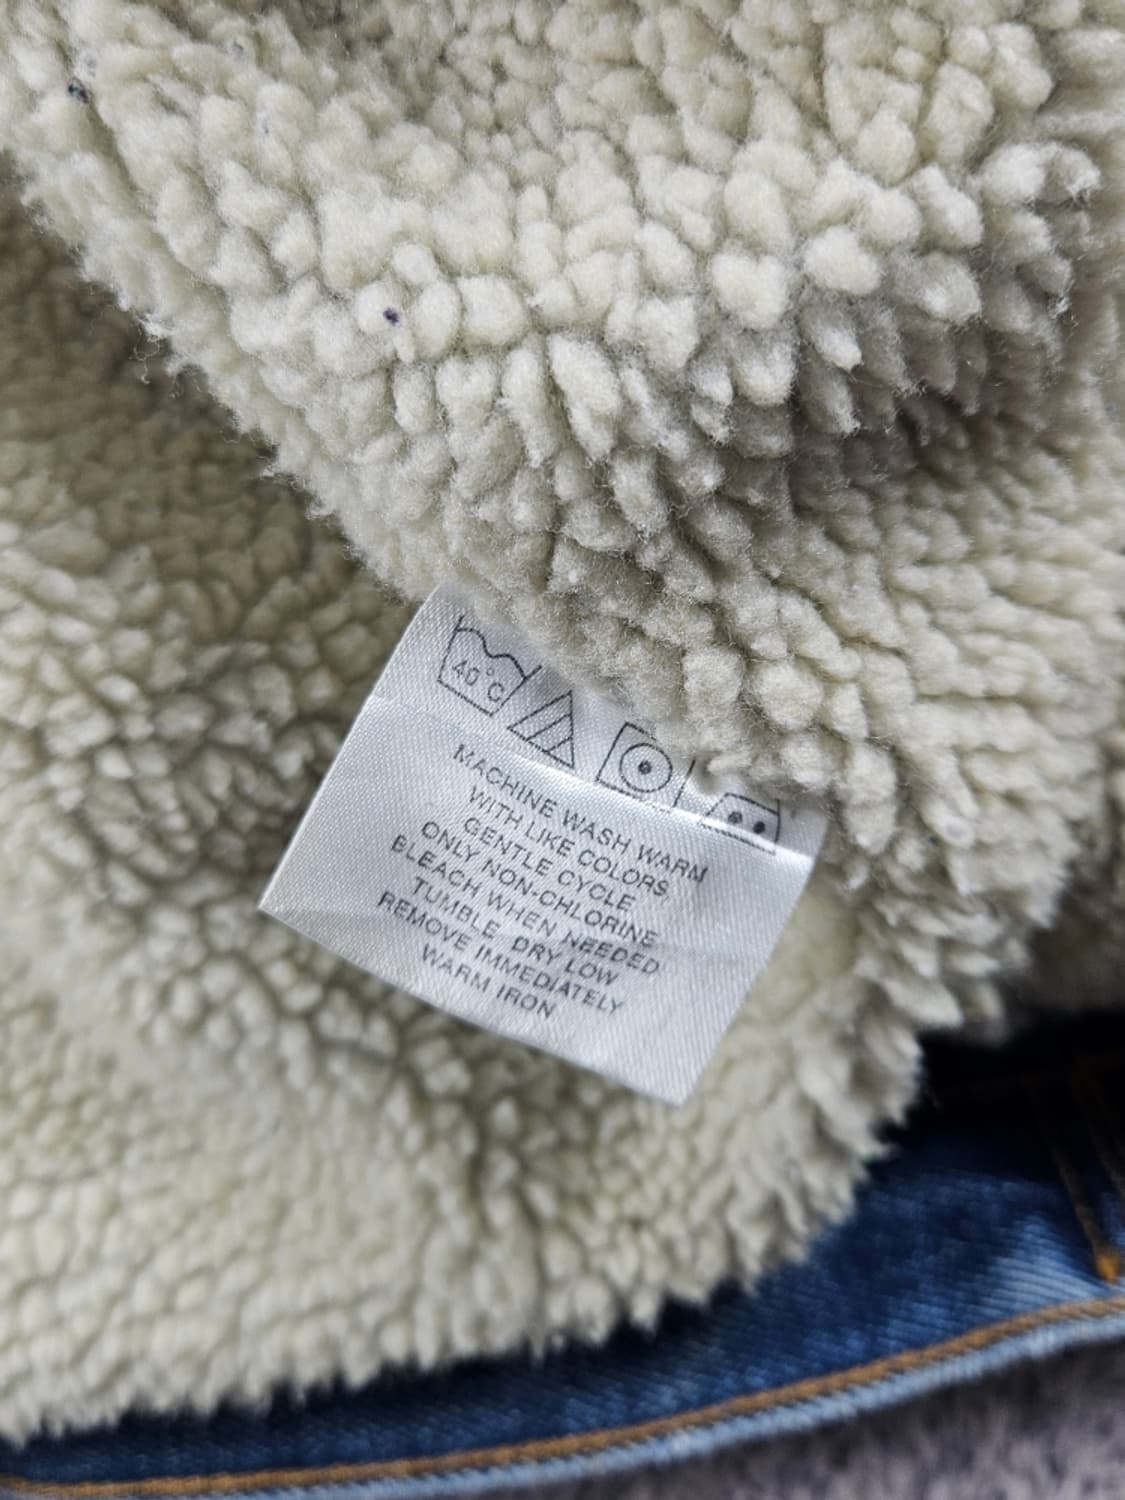 40°C
MACHINE WASH WARM
WITH LIKE COLORS
GENTLE CYCLE
ONLY NON-CHLORINE
BLEACH WHEN NEEDED
TUMBLE DRY LOW
REMOVE IMMEDIATELY
WARM IRON